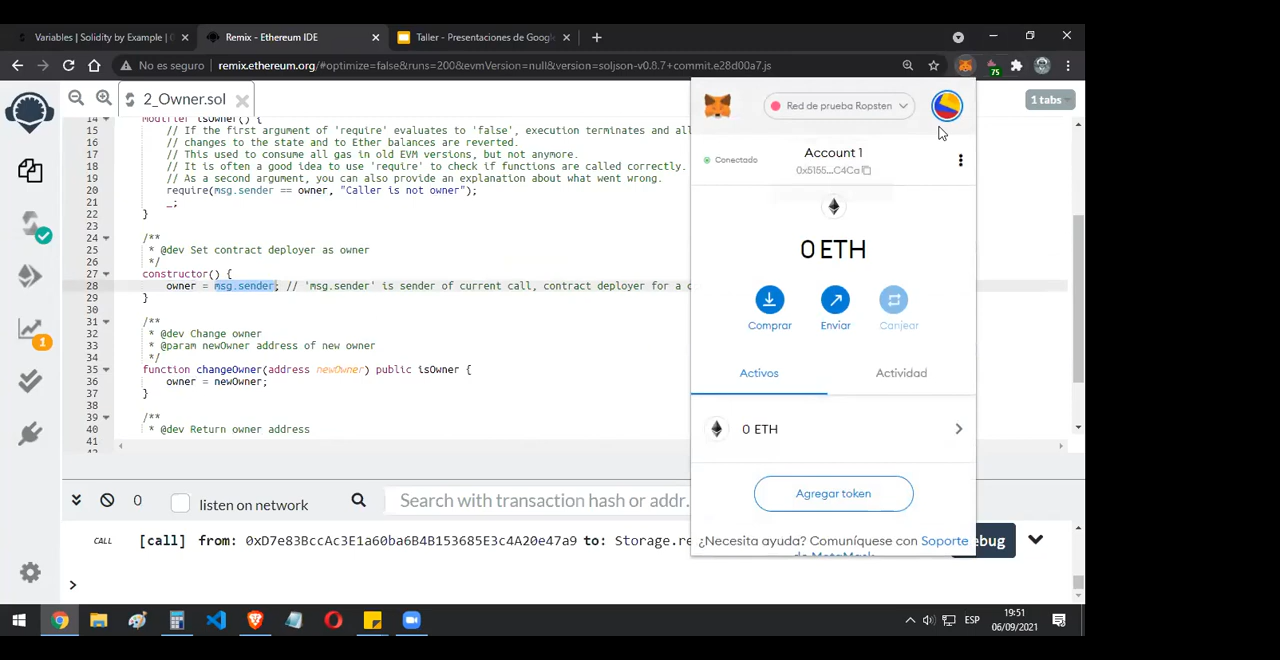 Variables | Solidity by Example |
Remix - Ethereum IDE
Taller - Presentaciones de Google
No es seguro
remix.ethereum.org/#optimize=false&runs=200&evmVersion=null&version=soljson-v0.8.7+commit.e28d00a7.js
75
2_Owner.sol
1 tabs
14 modifier isOwner() {
15 // If the first argument of 'require' evaluates to 'false', execution terminates and all
16 // changes to the state and to Ether balances are reverted.
17 // This used to consume all gas in old EVM versions, but not anymore.
18 // It is often a good idea to use 'require' to check if functions are called correctly.
19 // As a second argument, you can also provide an explanation about what went wrong.
20 require(msg.sender == owner, "Caller is not owner");
21 _;
22 }
23
24 /**
25 * @dev Set contract deployer as owner
26 */
27 constructor() {
28 owner = msg.sender; // 'msg.sender' is sender of current call, contract deployer for a c
29 }
30
31 /**
32 * @dev Change owner
33 * @param newOwner address of new owner
34 */
35 function changeOwner(address newOwner) public isOwner {
36 owner = newOwner;
37 }
38
39 /**
40 * @dev Return owner address
41
1
Red de prueba Ropsten
Conectado
Account 1
0x5155...C4Ca
0 ETH
Comprar
Enviar
Canjear
Activos
Actividad
0 ETH
Agregar token
¿Necesita ayuda? Comuníquese con Soporte
de MetaMask
0
listen on network
Search with transaction hash or addr.
CALL
[call] from: 0xD7e83BccAc3E1a60ba6B4B153685E3c4A20e47a9 to: Storage.re
ebug
>
ESP
19:51
06/09/2021